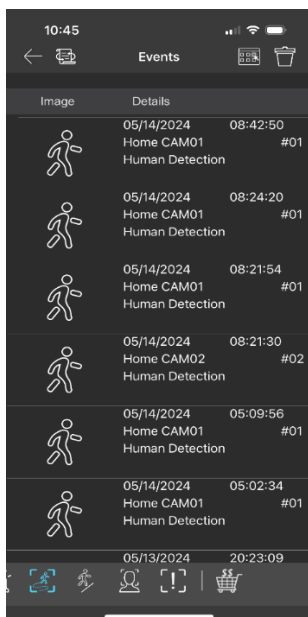 10:45
Events
Image Details
05/14/2024 08:42:50
Home CAM01 #01
Human Detection
05/14/2024 08:24:20
Home CAM01 #01
Human Detection
05/14/2024 08:21:54
Home CAM01 #01
Human Detection
05/14/2024 08:21:30
Home CAM02 #02
Human Detection
05/14/2024 05:09:56
Home CAM01 #01
Human Detection
05/14/2024 05:02:34
Home CAM01 #01
Human Detection
05/13/2024 20:23:09